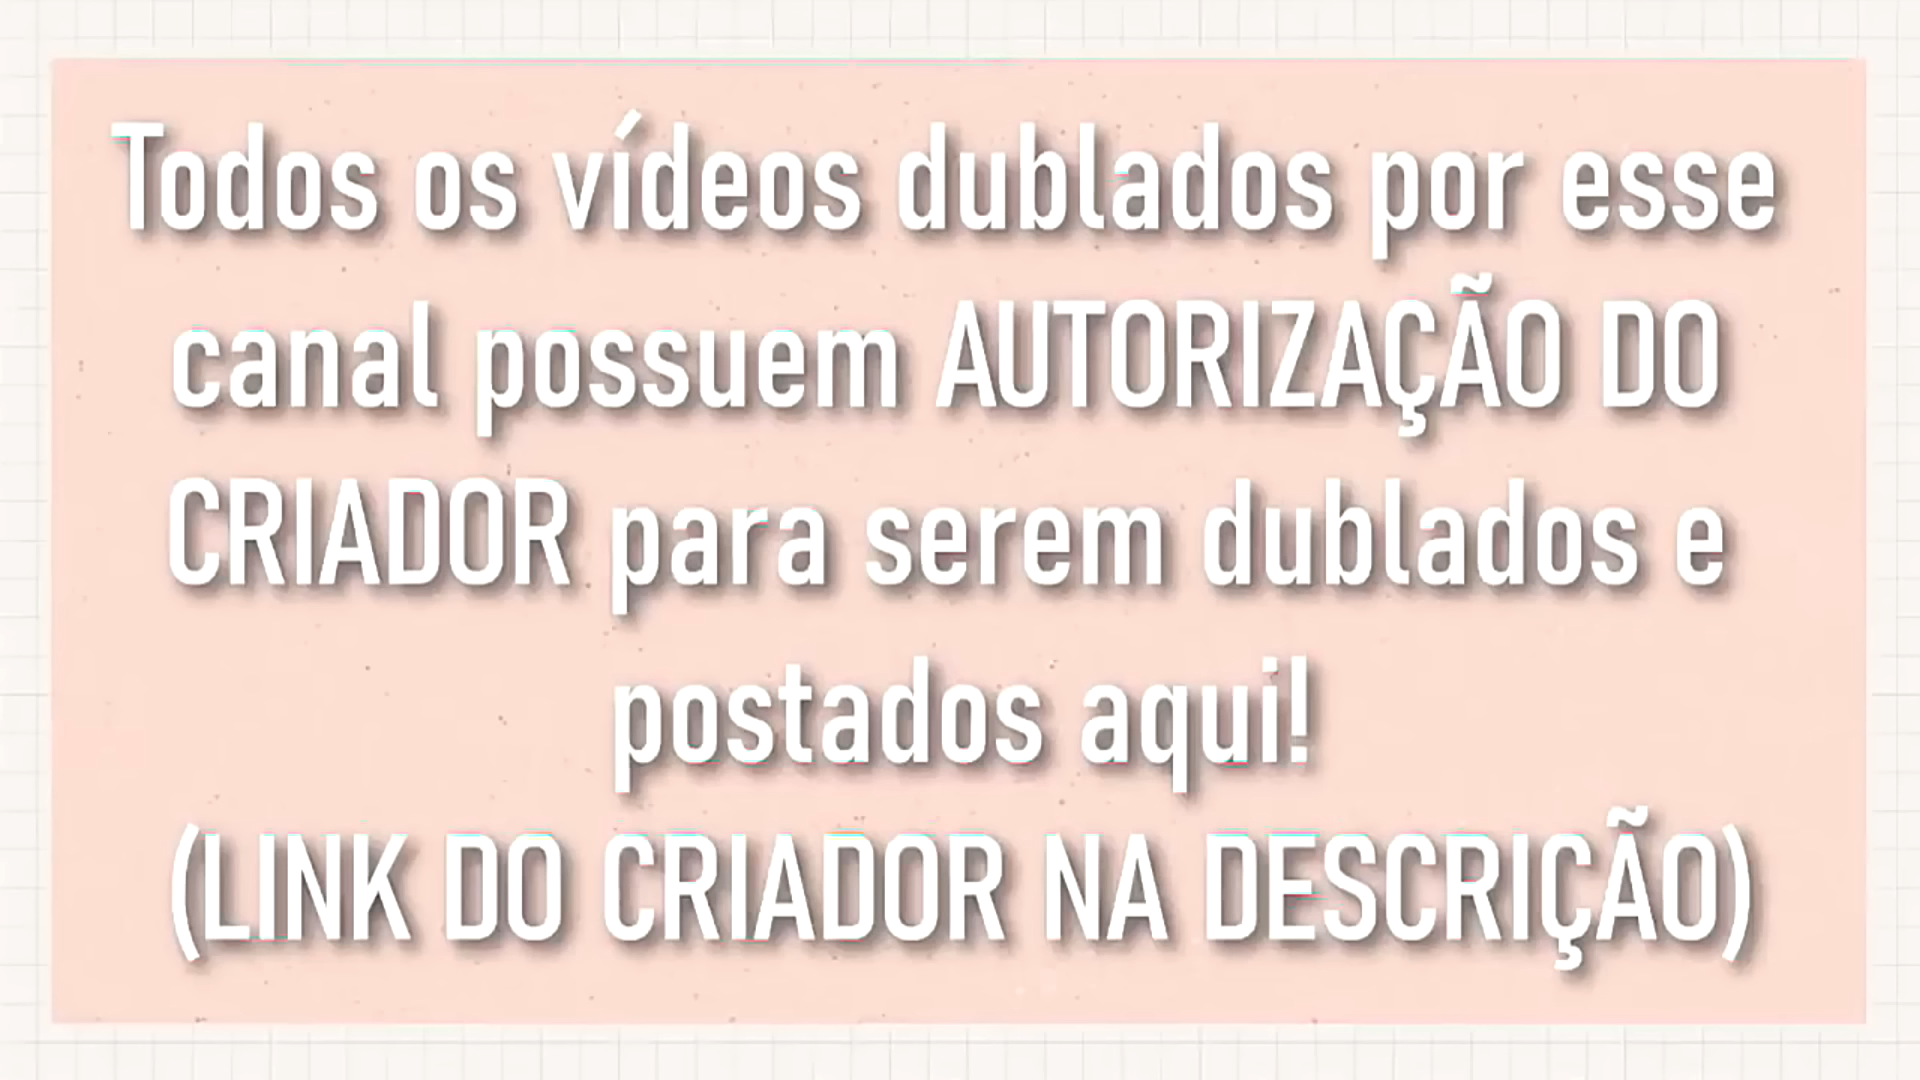 Todos os vídeos dublados por esse
canal possuem AUTORIZAÇÃO DO
CRIADOR para serem dublados e
postados aqui!
(LINK DO CRIADOR NA DESCRIÇÃO)